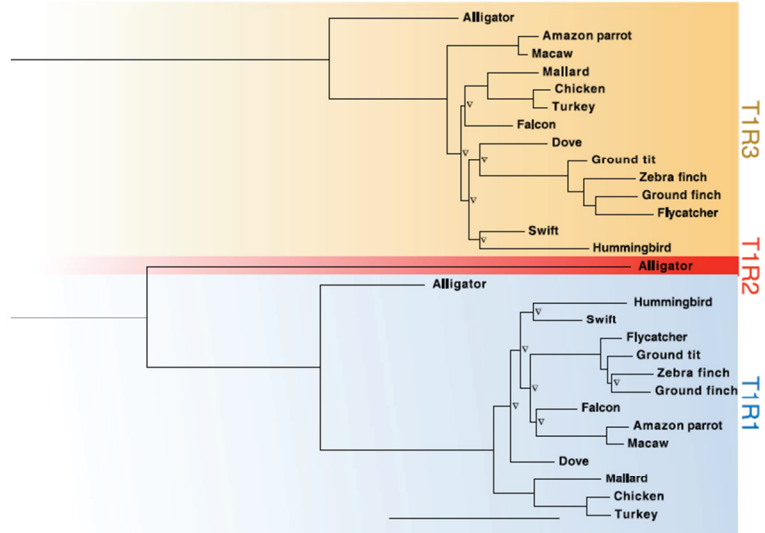 Alligator
Amazon parrot
Macaw
Mallard
Chicken
Turkey
Falcon
Dove
Ground tit
Zebra finch
Ground finch
Flycatcher
Swift
Hummingbird
T1R3
Alligator
T1R2
Alligator
Hummingbird
Swift
Flycatcher
Ground tit
Zebra finch
Ground finch
Falcon
Amazon parrot
Macaw
Dove
Mallard
Chicken
Turkey
T1R1